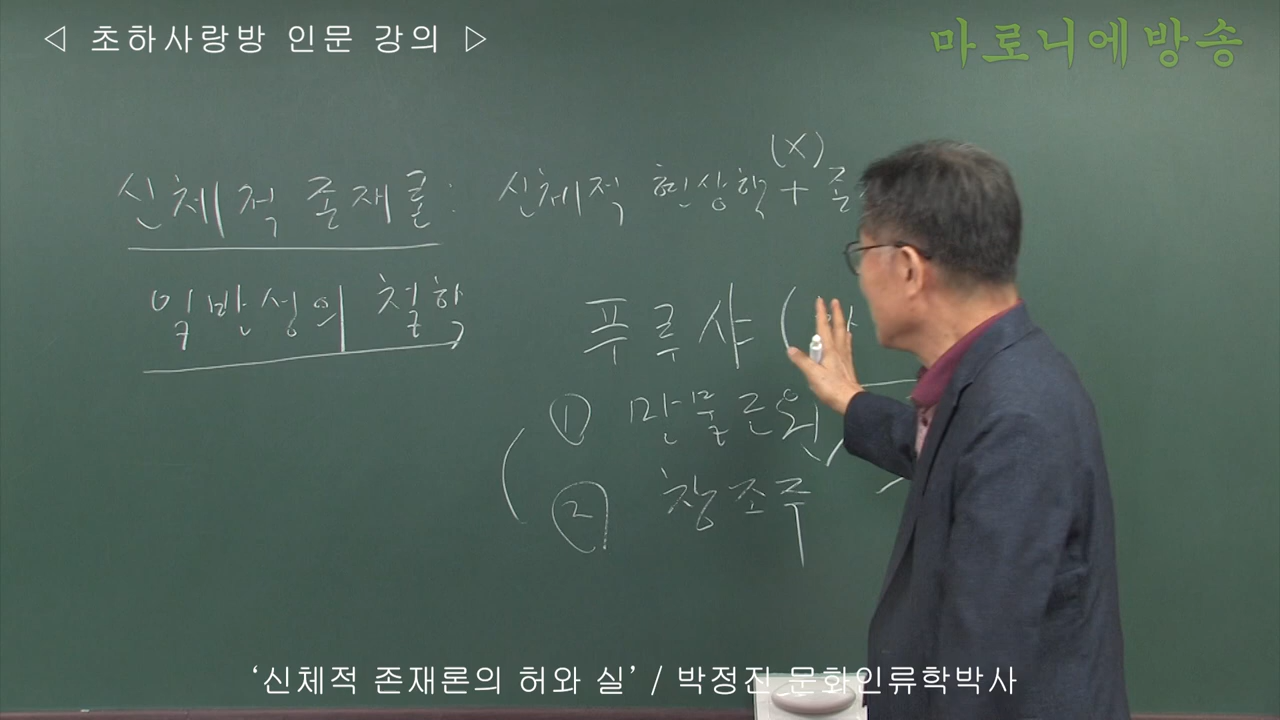 ◁ 초하사랑방 인문 강의 ▷
마로니에방송
(X)
신체적 존재론: 신체적 현상학 + 존
일반성의 철학
푸루샤 (
① 만물근원
② 창조주
‘신체적 존재론의 허와 실’ / 박정진 문화인류학박사